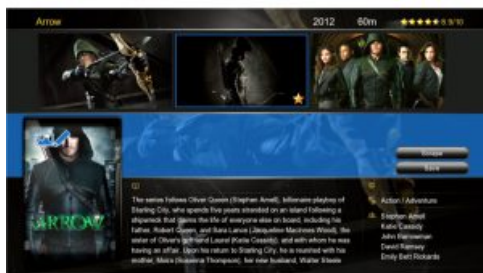 Arrow 2012 60m 8.9/10
Scrape
Save
ARROW
The series follows Oliver Queen (Stephen Amell), billionaire playboy of
Starling City, who spends five years stranded on an island following a
shipwreck that claims the life of everyone else on board, including his
father, Robert Queen, and Sara Lance (Jacqueline MacInnes Wood), the
sister of Oliver's girlfriend Laurel (Katie Cassidy), and with whom he was
having an affair. Upon his return to Starling City, he is reunited with his
mother, Moira (Susanna Thompson), her new husband, Walter Steele
Action / Adventure
Stephen Amell
Katie Cassidy
John Barrowman
David Ramsey
Emily Bett Rickards